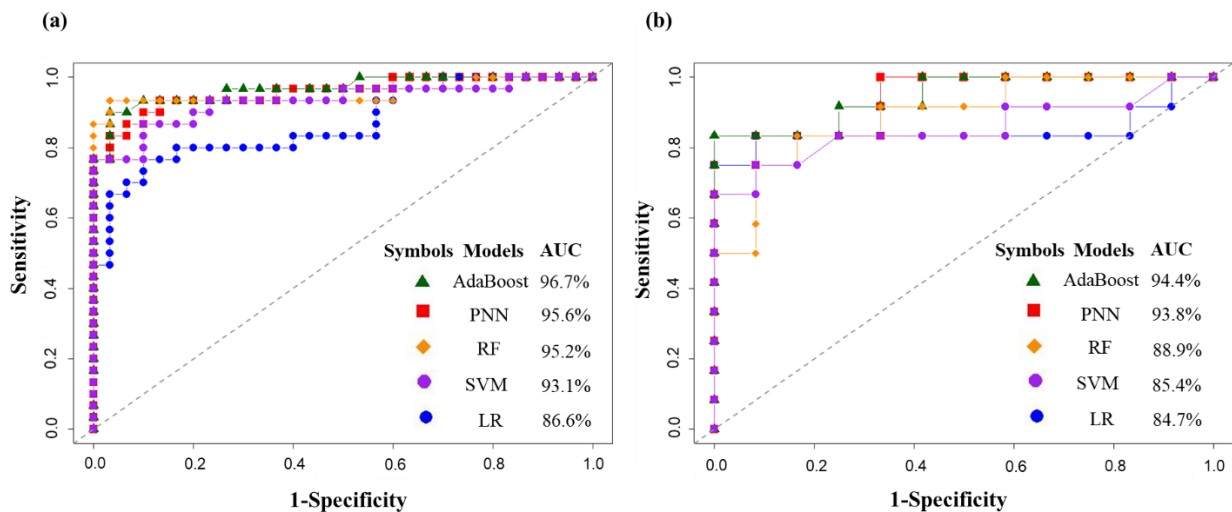 (a)
Sensitivity
1.0
0.8
0.6
0.4
0.2
0.0
Symbols Models AUC
AdaBoost 96.7%
PNN 95.6%
RF 95.2%
SVM 93.1%
LR 86.6%
0.0 0.2 0.4 0.6 0.8 1.0
1-Specificity
(b)
Sensitivity
1.0
0.8
0.6
0.4
0.2
0.0
Symbols Models AUC
AdaBoost 94.4%
PNN 93.8%
RF 88.9%
SVM 85.4%
LR 84.7%
0.0 0.2 0.4 0.6 0.8 1.0
1-Specificity